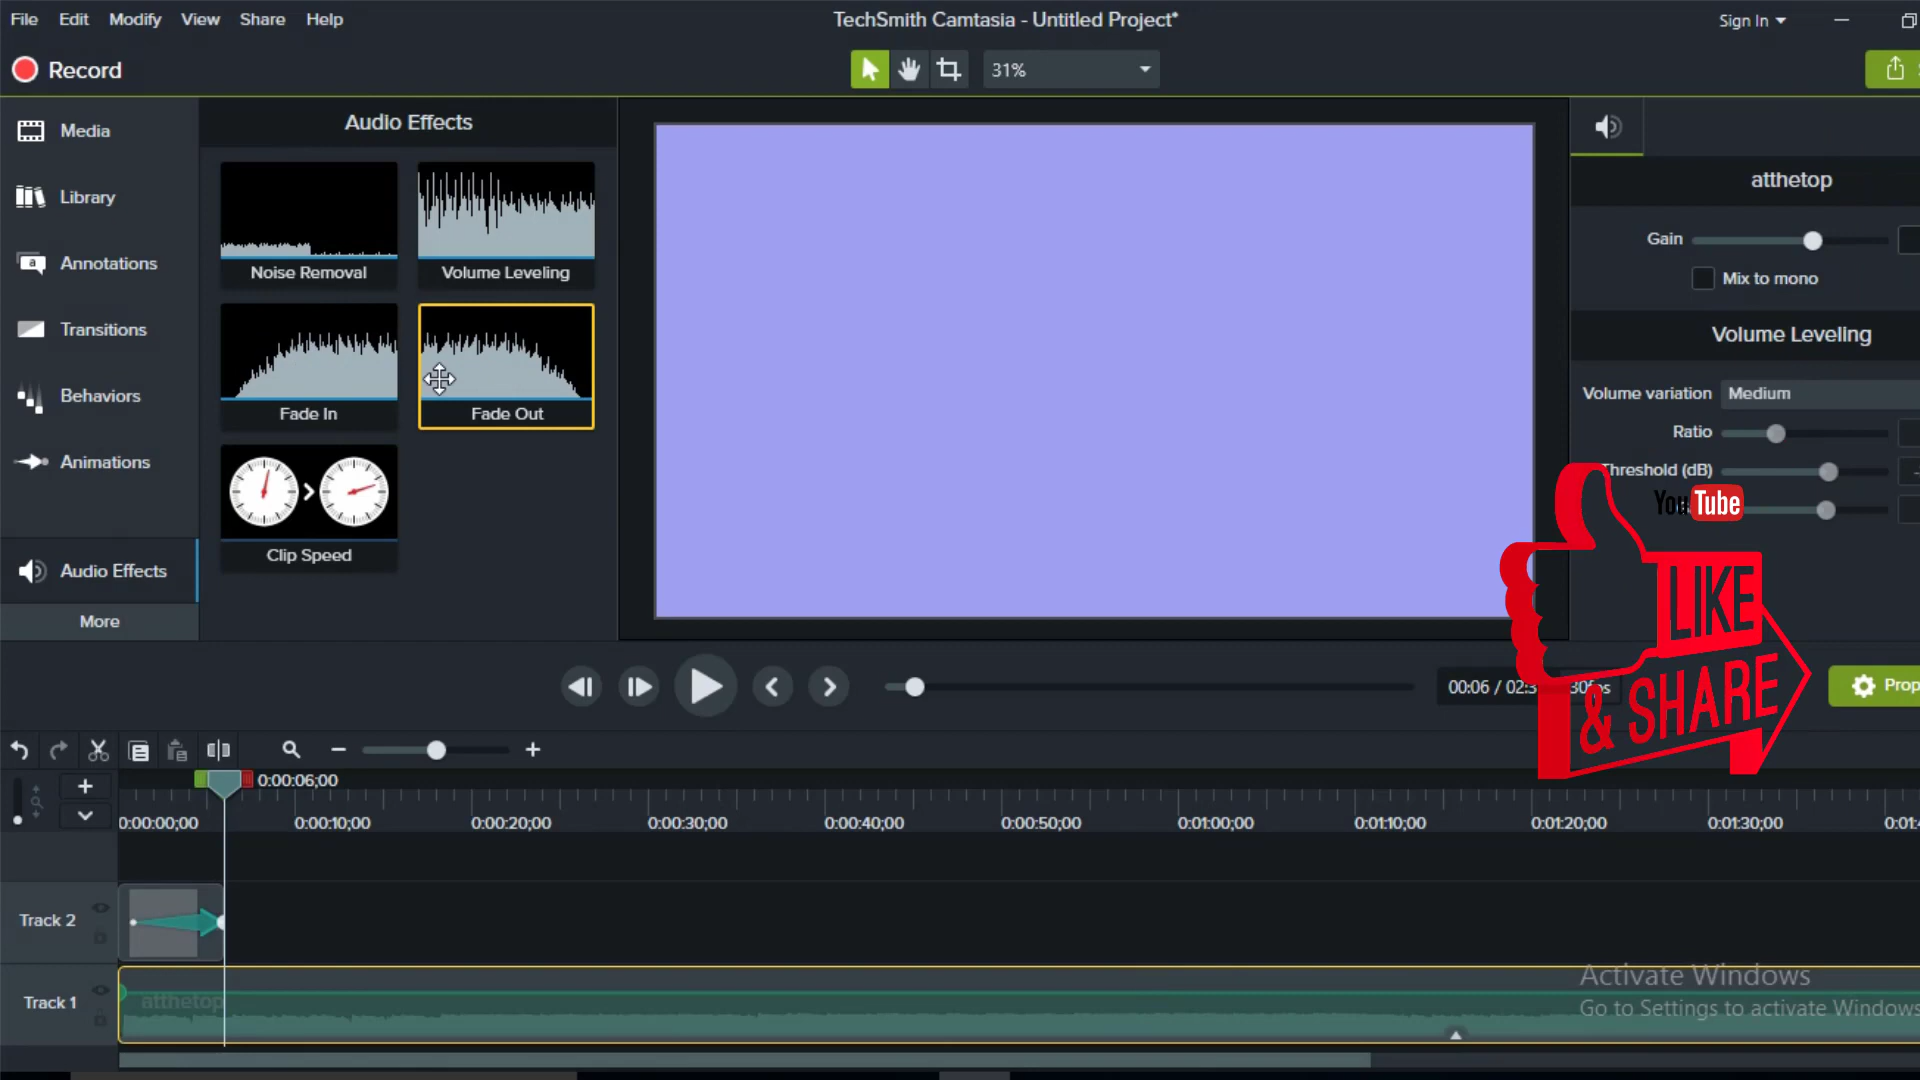 File Edit Modify View Share Help
TechSmith Camtasia - Untitled Project*
Sign In
Record
31%
Media
Library
Annotations
Transitions
Behaviors
Animations
Audio Effects
More
Audio Effects
Noise Removal
Volume Leveling
Fade In
Fade Out
Clip Speed
atthetop
Gain
Mix to mono
Volume Leveling
Volume variation Medium
Ratio
Threshold (dB)
YouTube
LIKE
& SHARE
00:06 / 02:3
30fps
Prop
0:00:06;00
0:00:00;00 0:00:10;00 0:00:20;00 0:00:30;00 0:00:40;00 0:00:50;00 0:01:00;00 0:01:10;00 0:01:20;00 0:01:30;00 0:01:4
Track 2
Track 1
atthetop
Activate Windows
Go to Settings to activate Windows